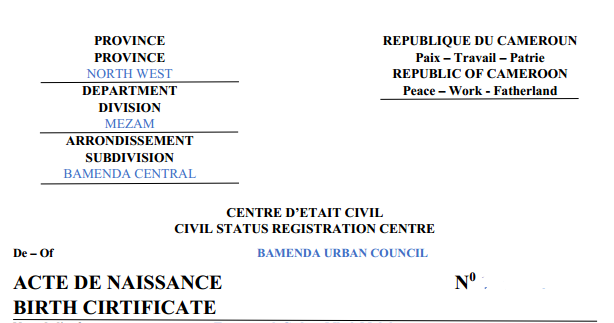 PROVINCE
PROVINCE
NORTH WEST
DEPARTMENT
DIVISION
MEZAM
ARRONDISSEMENT
SUBDIVISION
BAMENDA CENTRAL
REPUBLIQUE DU CAMEROUN
Paix – Travail – Patrie
REPUBLIC OF CAMEROON
Peace – Work - Fatherland
CENTRE D'ETAIT CIVIL
CIVIL STATUS REGISTRATION CENTRE
De – Of BAMENDA URBAN COUNCIL
ACTE DE NAISSANCE N⁰
BIRTH CIRTIFICATE